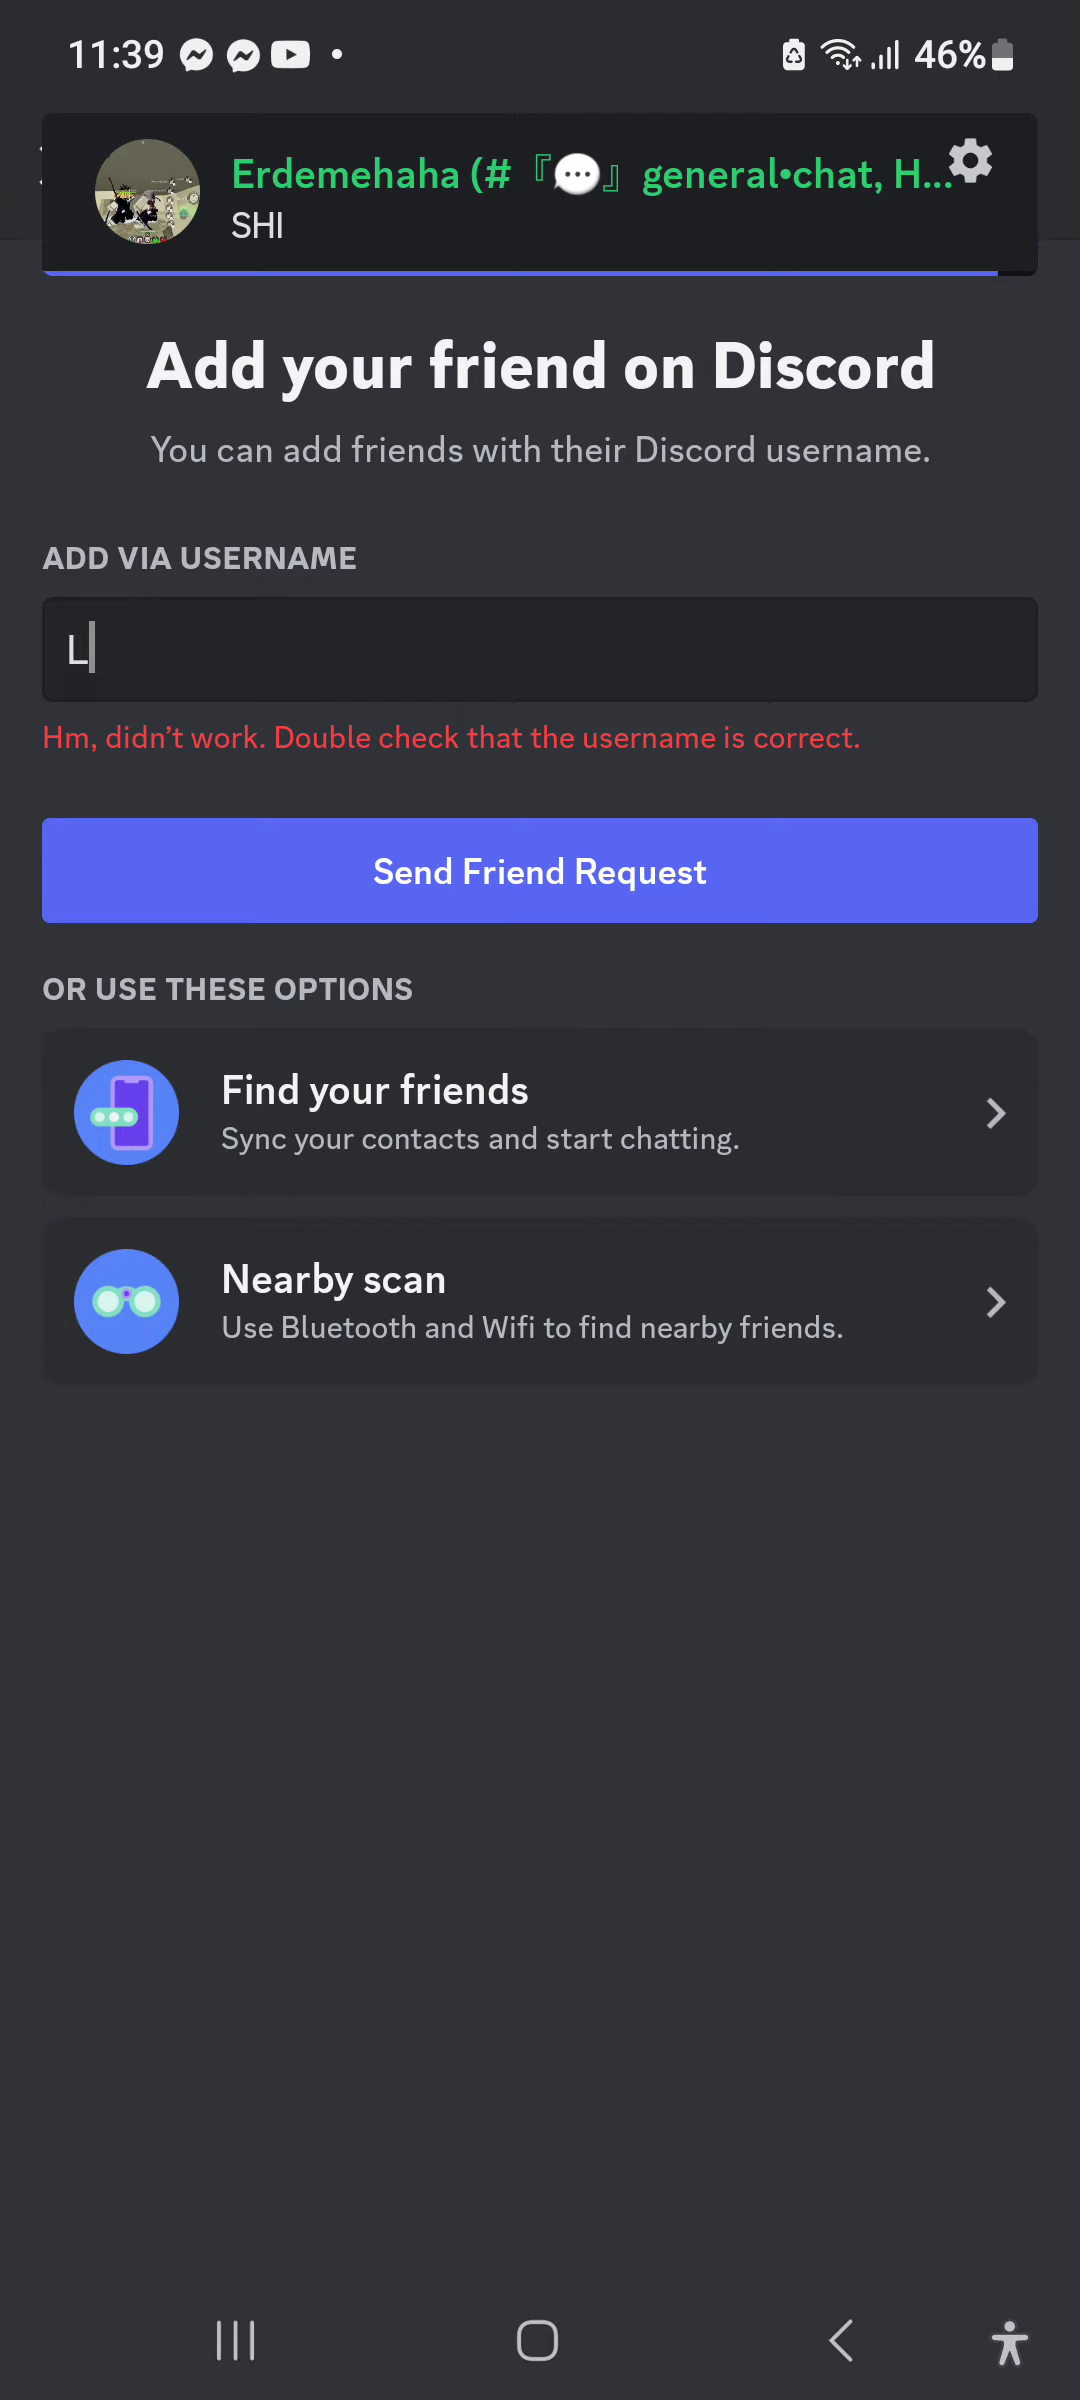 11:39
46%
Erdemehaha (#『💬』general•chat, H...
SHI
Add your friend on Discord
You can add friends with their Discord username.
ADD VIA USERNAME
L
Hm, didn’t work. Double check that the username is correct.
Send Friend Request
OR USE THESE OPTIONS
Find your friends
Sync your contacts and start chatting.
Nearby scan
Use Bluetooth and Wifi to find nearby friends.